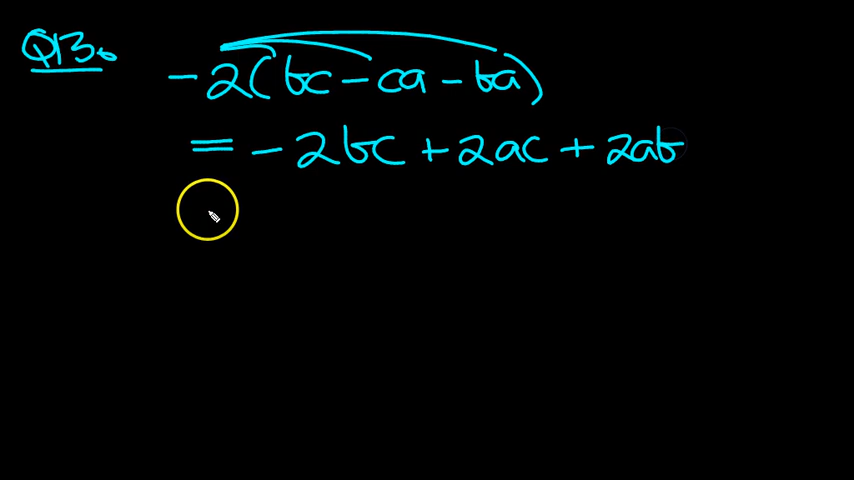 Q13.
-2(bc - ca - ba)
= -2bc + 2ac + 2ab